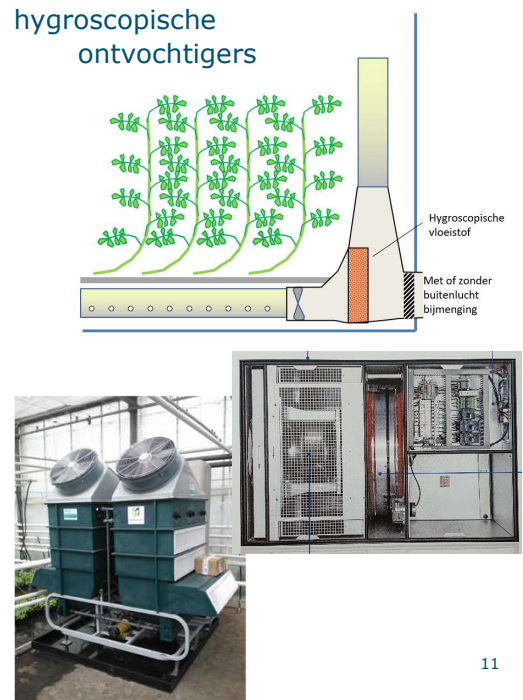 hygroscopische
ontvochtigers
Hygroscopische
vloeistof
Met of zonder
buitenlucht
bijmenging
11